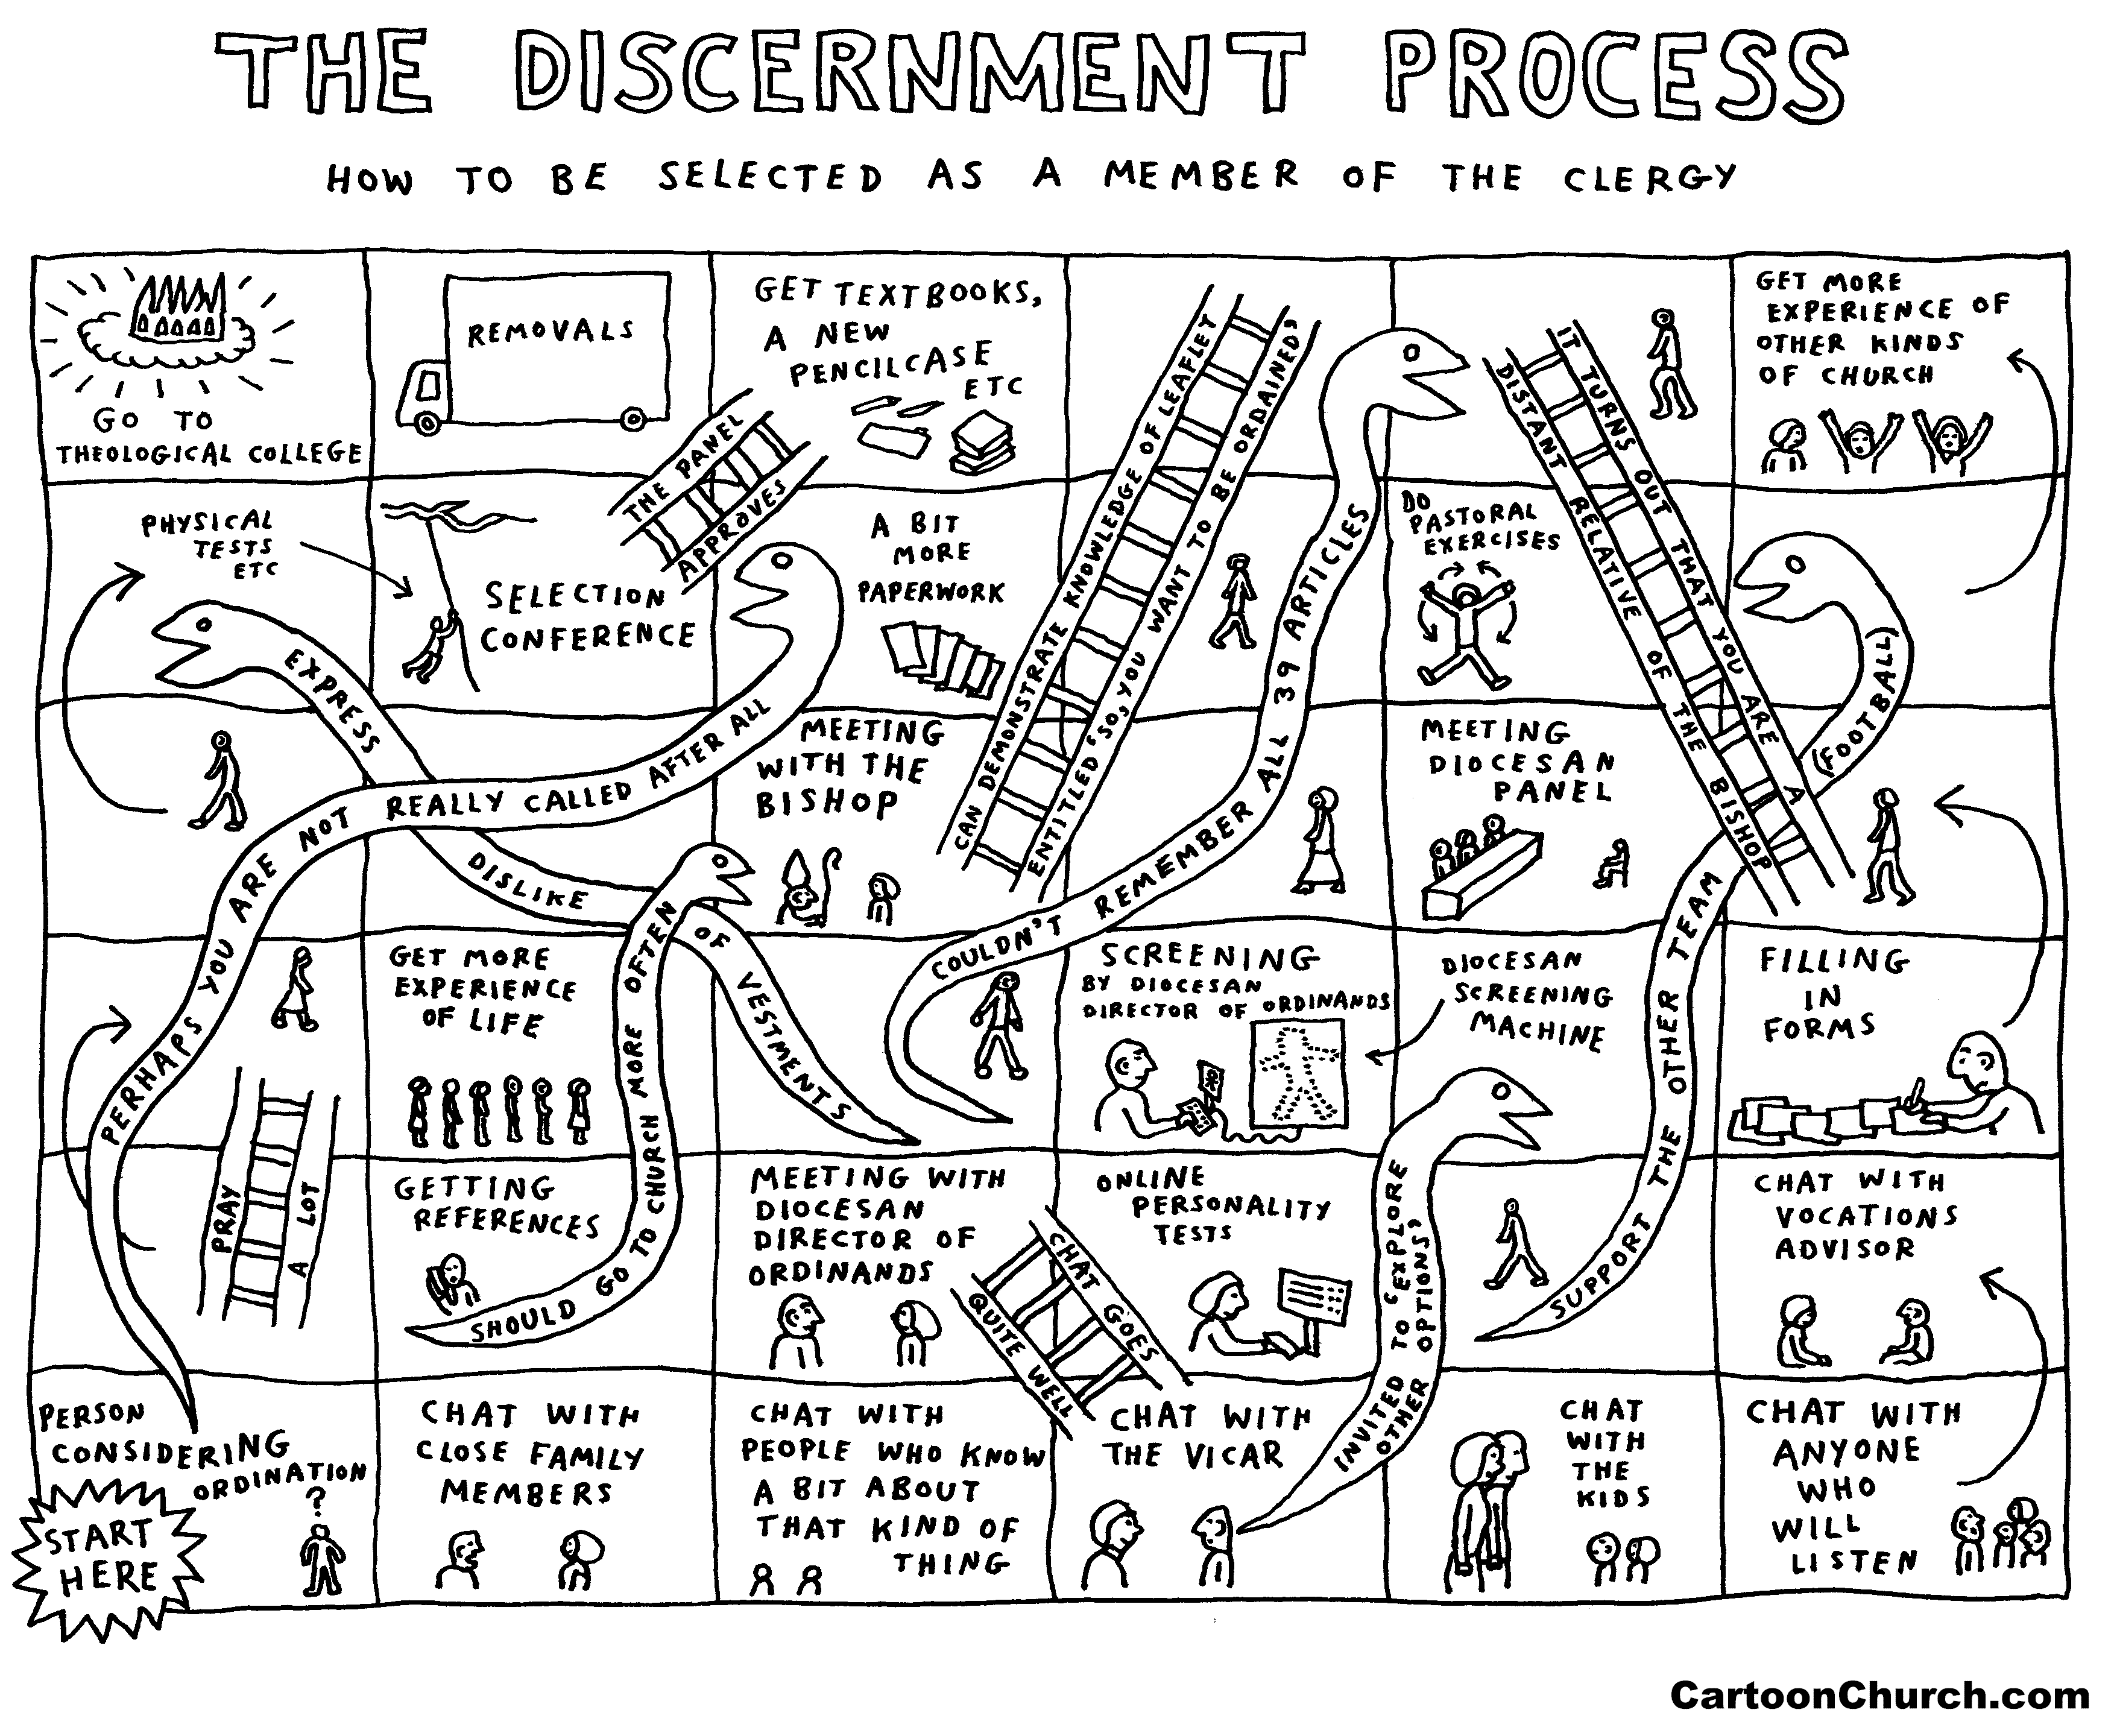 THE DISCERNMENT PROCESS
HOW TO BE SELECTED AS A MEMBER OF THE CLERGY
GO TO
THEOLOGICAL COLLEGE
REMOVALS
GET TEXTBOOKS,
A NEW
PENCILCASE
ETC
GET MORE
EXPERIENCE OF
OTHER KINDS
OF CHURCH
THE PANEL
APPROVES
CAN DEMONSTRATE KNOWLEDGE OF LEAFLET
ENTITLED 'SO, YOU WANT TO BE ORDAINED'
IT TURNS OUT THAT YOU ARE A
DISTANT RELATIVE OF THE BISHOP
PHYSICAL
TESTS
ETC
SELECTION
CONFERENCE
A BIT
MORE
PAPERWORK
DO
PASTORAL
EXERCISES
EXPRESS DISLIKE OF VESTMENTS
PERHAPS YOU ARE NOT REALLY CALLED AFTER ALL
COULDN'T REMEMBER ALL 39 ARTICLES
SUPPORT THE OTHER TEAM (FOOTBALL)
MEETING
WITH THE
BISHOP
MEETING
DIOCESAN
PANEL
GET MORE
EXPERIENCE
OF LIFE
SHOULD GO TO CHURCH MORE OFTEN
SCREENING
BY DIOCESAN
DIRECTOR OF ORDINANDS
DIOCESAN
SCREENING
MACHINE
FILLING
IN
FORMS
PRAY
A LOT
GETTING
REFERENCES
MEETING WITH
DIOCESAN
DIRECTOR OF
ORDINANDS
ONLINE
PERSONALITY
TESTS
CHAT GOES
QUITE WELL
INVITED TO 'EXPLORE
OTHER OPTIONS'
CHAT WITH
VOCATIONS
ADVISOR
PERSON
CONSIDERING
ORDINATION
?
START
HERE
CHAT WITH
CLOSE FAMILY
MEMBERS
CHAT WITH
PEOPLE WHO KNOW
A BIT ABOUT
THAT KIND OF
THING
CHAT WITH
THE VICAR
CHAT
WITH
THE
KIDS
CHAT WITH
ANYONE
WHO
WILL
LISTEN
CartoonChurch.com